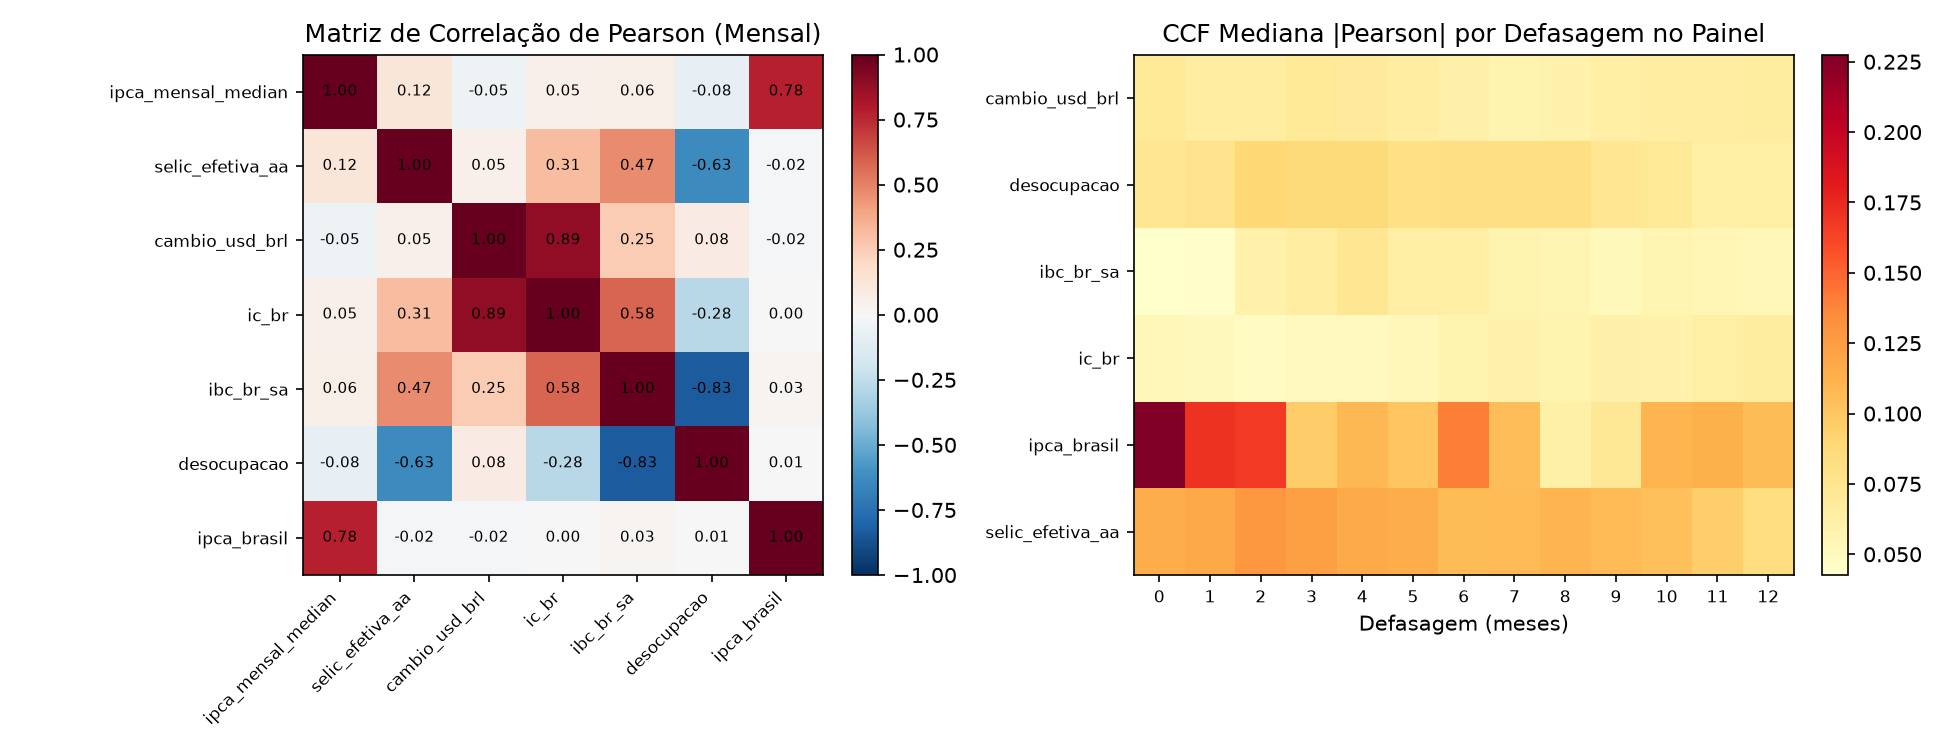 Matriz de Correlação de Pearson (Mensal)
ipca_mensal_median 1.00 0.12 -0.05 0.05 0.06 -0.08 0.78
selic_efetiva_aa 0.12 1.00 0.05 0.31 0.47 -0.63 -0.02
cambio_usd_brl -0.05 0.05 1.00 0.89 0.25 0.08 -0.02
ic_br 0.05 0.31 0.89 1.00 0.58 -0.28 0.00
ibc_br_sa 0.06 0.47 0.25 0.58 1.00 -0.83 0.03
desocupacao -0.08 -0.63 0.08 -0.28 -0.83 1.00 0.01
ipca_brasil 0.78 -0.02 -0.02 0.00 0.03 0.01 1.00
ipca_mensal_median
selic_efetiva_aa
cambio_usd_brl
ic_br
ibc_br_sa
desocupacao
ipca_brasil
1.00
0.75
0.50
0.25
0.00
−0.25
−0.50
−0.75
−1.00
CCF Mediana |Pearson| por Defasagem no Painel
cambio_usd_brl
desocupacao
ibc_br_sa
ic_br
ipca_brasil
selic_efetiva_aa
0 1 2 3 4 5 6 7 8 9 10 11 12
Defasagem (meses)
0.225
0.200
0.175
0.150
0.125
0.100
0.075
0.050